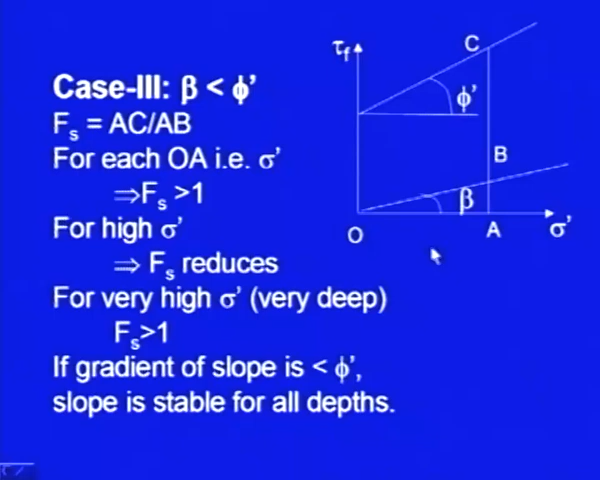 Case-III: β < ϕ'
Fs = AC/AB
For each OA i.e. σ'
⇒Fs >1
For high σ'
⇒ Fs reduces
For very high σ' (very deep)
Fs>1
If gradient of slope is < ϕ',
slope is stable for all depths.
τf
C
ϕ'
B
β
O
A
σ'